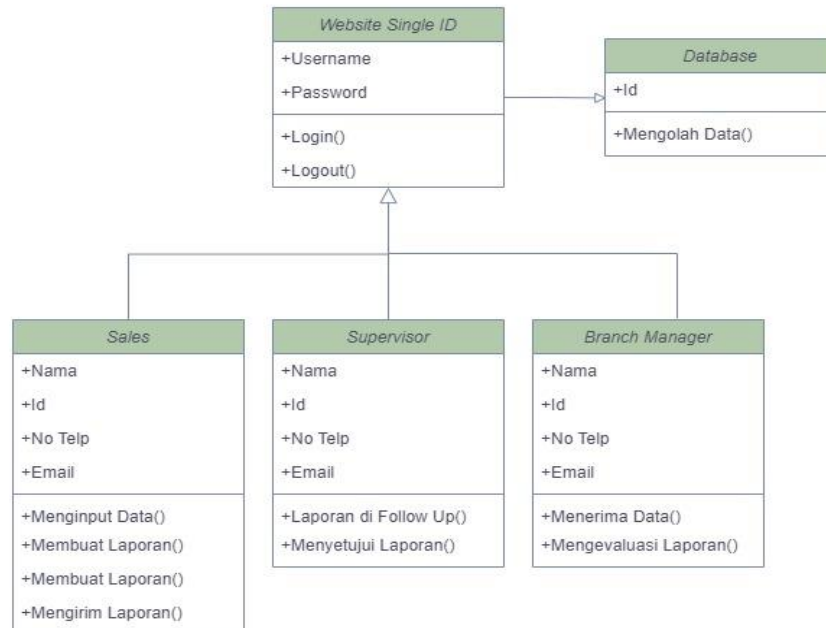 Website Single ID
+Username
+Password
+Login()
+Logout()
Database
+Id
+Mengolah Data()
Sales
+Nama
+Id
+No Telp
+Email
+Menginput Data()
+Membuat Laporan()
+Membuat Laporan()
+Mengirim Laporan()
Supervisor
+Nama
+Id
+No Telp
+Email
+Laporan di Follow Up()
+Menyetujui Laporan()
Branch Manager
+Nama
+Id
+No Telp
+Email
+Menerima Data()
+Mengevaluasi Laporan()